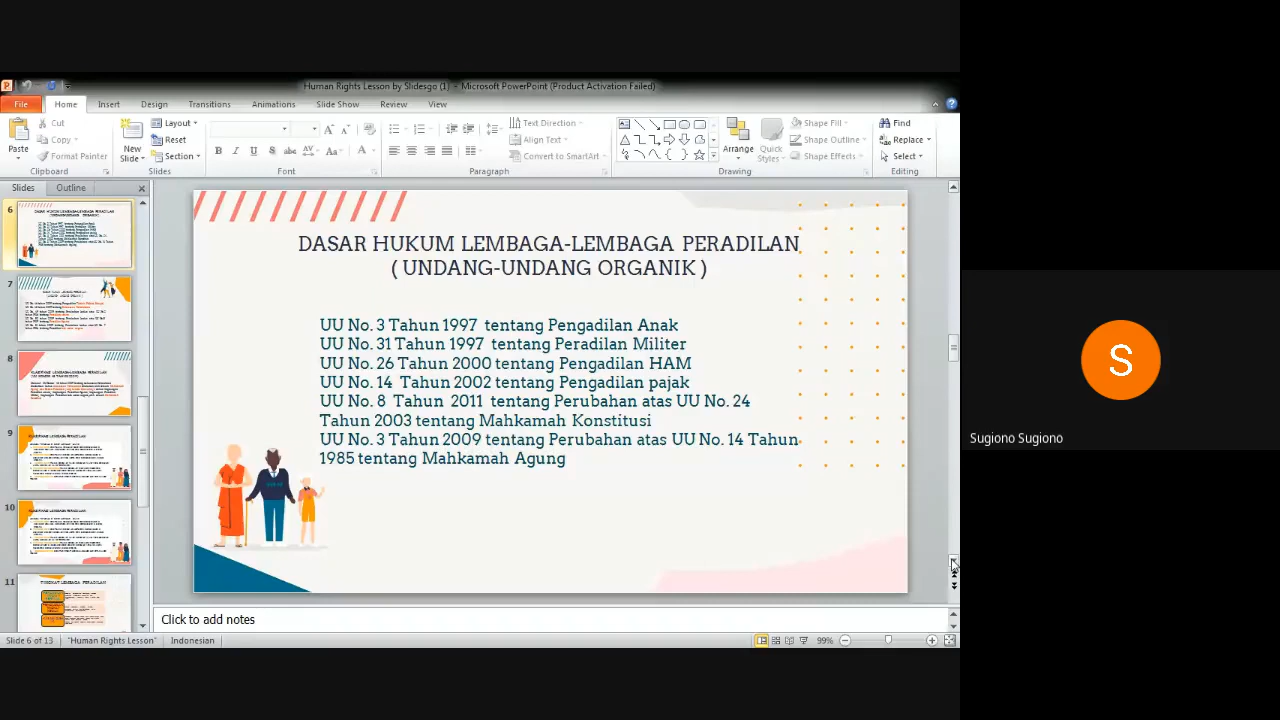 Human Rights Lesson by Slidesgo (1) - Microsoft PowerPoint (Product Activation Failed)
File Home Insert Design Transitions Animations Slide Show Review View
Cut
Copy
Format Painter
Paste
Clipboard
New Slide
Layout
Reset
Section
Slides
Font
Text Direction
Align Text
Convert to SmartArt
Paragraph
Arrange
Quick Styles
Shape Fill
Shape Outline
Shape Effects
Drawing
Find
Replace
Select
Editing
Slides Outline
6
7
8
9
10
11
DASAR HUKUM LEMBAGA-LEMBAGA PERADILAN
( UNDANG-UNDANG ORGANIK )
UU No. 3 Tahun 1997 tentang Pengadilan Anak
UU No. 31 Tahun 1997 tentang Peradilan Militer
UU No. 26 Tahun 2000 tentang Pengadilan HAM
UU No. 14 Tahun 2002 tentang Pengadilan pajak
UU No. 8 Tahun 2011 tentang Perubahan atas UU No. 24
Tahun 2003 tentang Mahkamah Konstitusi
UU No. 3 Tahun 2009 tentang Perubahan atas UU No. 14 Tahun
1985 tentang Mahkamah Agung
Click to add notes
Slide 6 of 13 "Human Rights Lesson" Indonesian 99%
S
Sugiono Sugiono